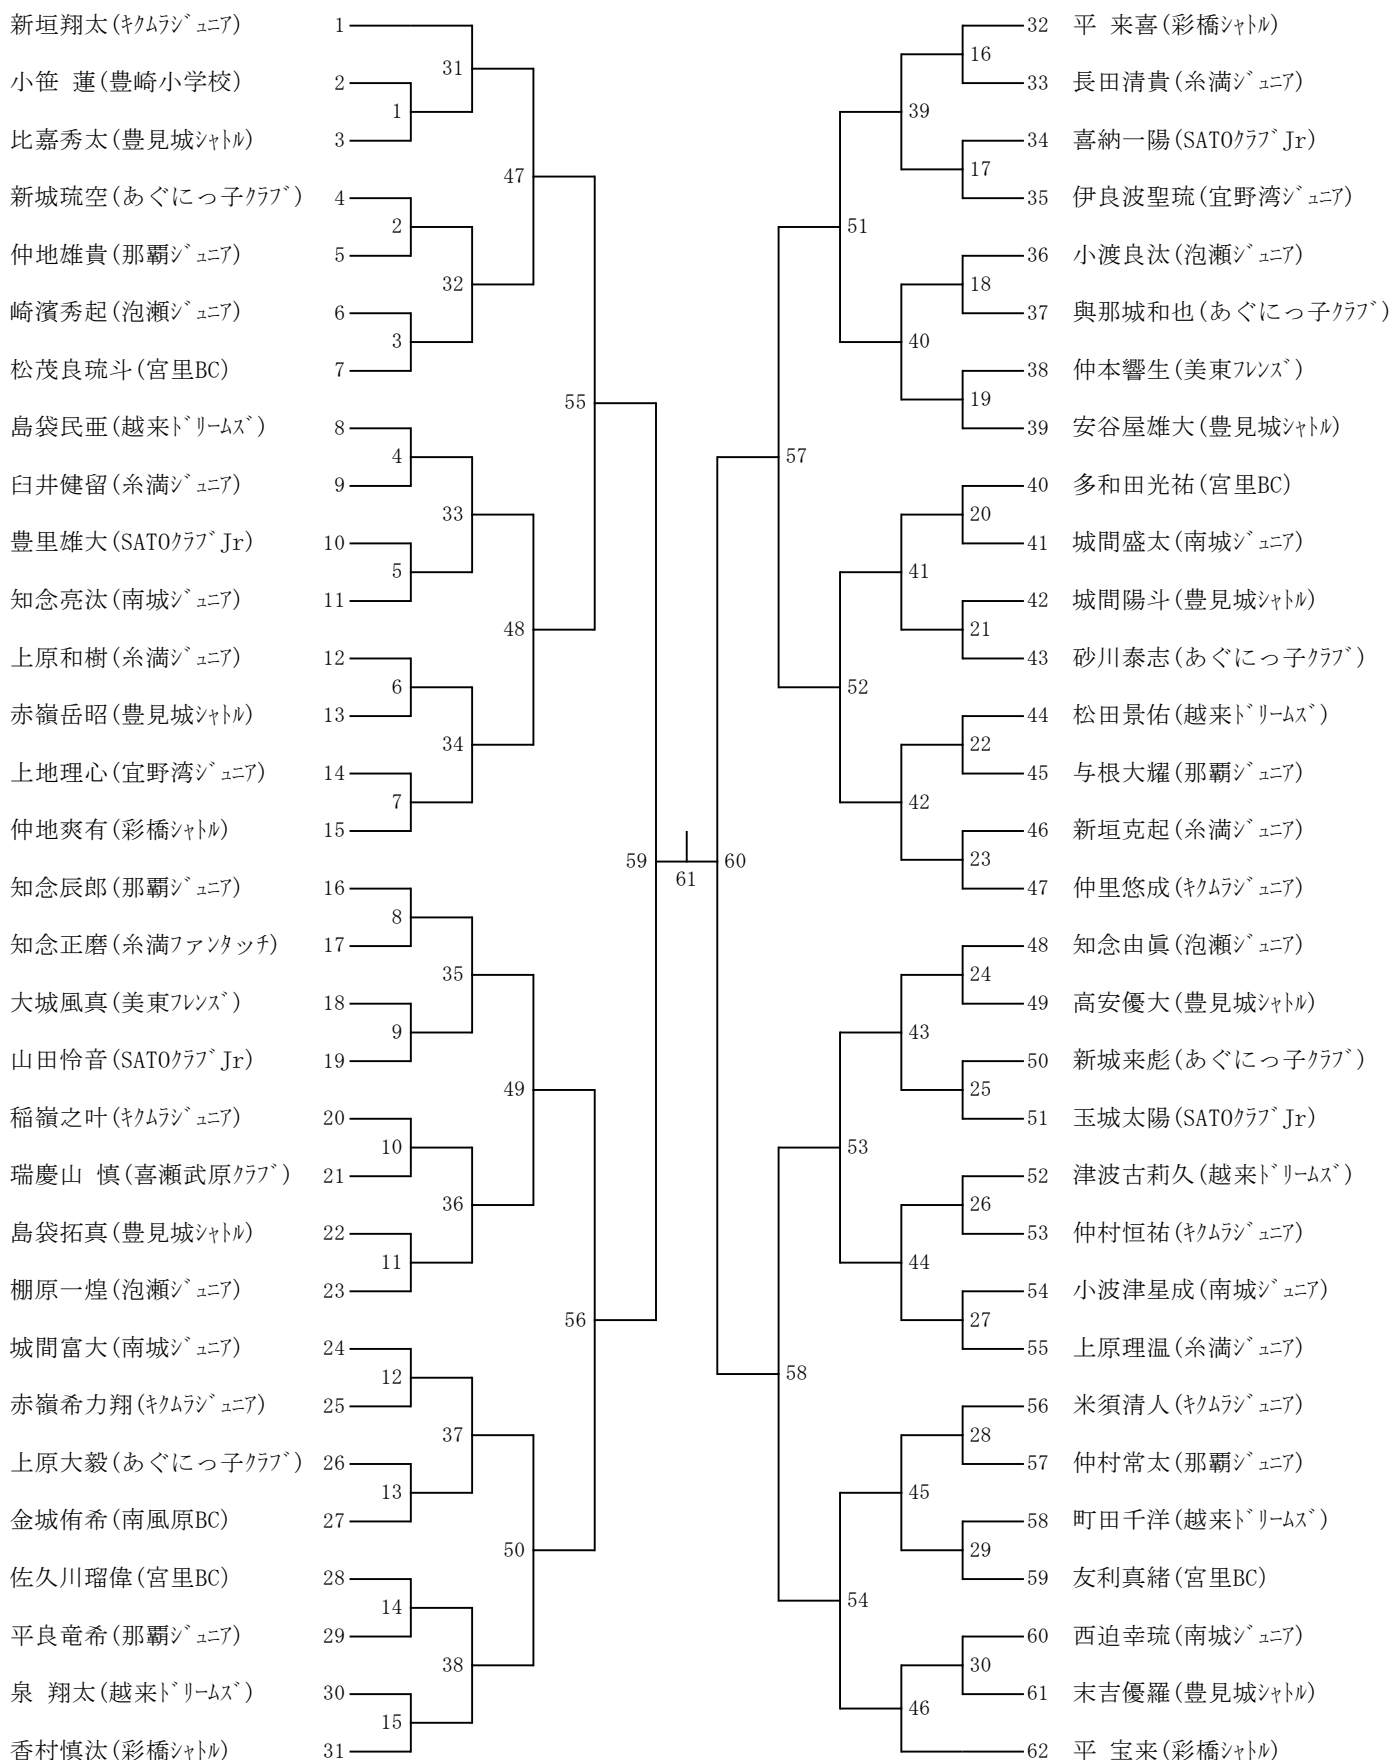 新垣翔太(ｷｸﾑﾗｼﾞｭﾆｱ) 1
小笹 蓮(豊崎小学校) 2
比嘉秀太(豊見城ｼｬﾄﾙ) 3
新城琉空(あぐにっ子ｸﾗﾌﾞ) 4
仲地雄貴(那覇ｼﾞｭﾆｱ) 5
崎濱秀起(泡瀬ｼﾞｭﾆｱ) 6
松茂良琉斗(宮里BC) 7
島袋民亜(越来ﾄﾞﾘｰﾑｽﾞ) 8
臼井健留(糸満ｼﾞｭﾆｱ) 9
豊里雄大(SATOｸﾗﾌﾞJr) 10
知念亮汰(南城ｼﾞｭﾆｱ) 11
上原和樹(糸満ｼﾞｭﾆｱ) 12
赤嶺岳昭(豊見城ｼｬﾄﾙ) 13
上地理心(宜野湾ｼﾞｭﾆｱ) 14
仲地爽有(彩橋ｼｬﾄﾙ) 15
知念辰郎(那覇ｼﾞｭﾆｱ) 16
知念正磨(糸満ファンタッチ) 17
大城風真(美東ﾌﾚﾝｽﾞ) 18
山田怜音(SATOｸﾗﾌﾞJr) 19
稲嶺之叶(ｷｸﾑﾗｼﾞｭﾆｱ) 20
瑞慶山 慎(喜瀬武原ｸﾗﾌﾞ) 21
島袋拓真(豊見城ｼｬﾄﾙ) 22
棚原一煌(泡瀬ｼﾞｭﾆｱ) 23
城間富大(南城ｼﾞｭﾆｱ) 24
赤嶺希力翔(ｷｸﾑﾗｼﾞｭﾆｱ) 25
上原大毅(あぐにっ子ｸﾗﾌﾞ) 26
金城侑希(南風原BC) 27
佐久川瑠偉(宮里BC) 28
平良竜希(那覇ｼﾞｭﾆｱ) 29
泉 翔太(越来ﾄﾞﾘｰﾑｽﾞ) 30
香村慎汰(彩橋ｼｬﾄﾙ) 31
1
2
3
4
5
6
7
8
9
10
11
12
13
14
15
31
32
33
34
35
36
37
38
47
48
49
50
55
56
59
61
60
57
58
51
52
53
54
39
40
41
42
43
44
45
46
16
17
18
19
20
21
22
23
24
25
26
27
28
29
30
32 平 来喜(彩橋ｼｬﾄﾙ)
33 長田清貴(糸満ｼﾞｭﾆｱ)
34 喜納一陽(SATOｸﾗﾌﾞJr)
35 伊良波聖琉(宜野湾ｼﾞｭﾆｱ)
36 小渡良汰(泡瀬ｼﾞｭﾆｱ)
37 與那城和也(あぐにっ子ｸﾗﾌﾞ)
38 仲本響生(美東ﾌﾚﾝｽﾞ)
39 安谷屋雄大(豊見城ｼｬﾄﾙ)
40 多和田光祐(宮里BC)
41 城間盛太(南城ｼﾞｭﾆｱ)
42 城間陽斗(豊見城ｼｬﾄﾙ)
43 砂川泰志(あぐにっ子ｸﾗﾌﾞ)
44 松田景佑(越来ﾄﾞﾘｰﾑｽﾞ)
45 与根大耀(那覇ｼﾞｭﾆｱ)
46 新垣克起(糸満ｼﾞｭﾆｱ)
47 仲里悠成(ｷｸﾑﾗｼﾞｭﾆｱ)
48 知念由眞(泡瀬ｼﾞｭﾆｱ)
49 高安優大(豊見城ｼｬﾄﾙ)
50 新城来彪(あぐにっ子ｸﾗﾌﾞ)
51 玉城太陽(SATOｸﾗﾌﾞJr)
52 津波古莉久(越来ﾄﾞﾘｰﾑｽﾞ)
53 仲村恒祐(ｷｸﾑﾗｼﾞｭﾆｱ)
54 小波津星成(南城ｼﾞｭﾆｱ)
55 上原理温(糸満ｼﾞｭﾆｱ)
56 米須清人(ｷｸﾑﾗｼﾞｭﾆｱ)
57 仲村常太(那覇ｼﾞｭﾆｱ)
58 町田千洋(越来ﾄﾞﾘｰﾑｽﾞ)
59 友利真緒(宮里BC)
60 西迫幸琉(南城ｼﾞｭﾆｱ)
61 末吉優羅(豊見城ｼｬﾄﾙ)
62 平 宝来(彩橋ｼｬﾄﾙ)